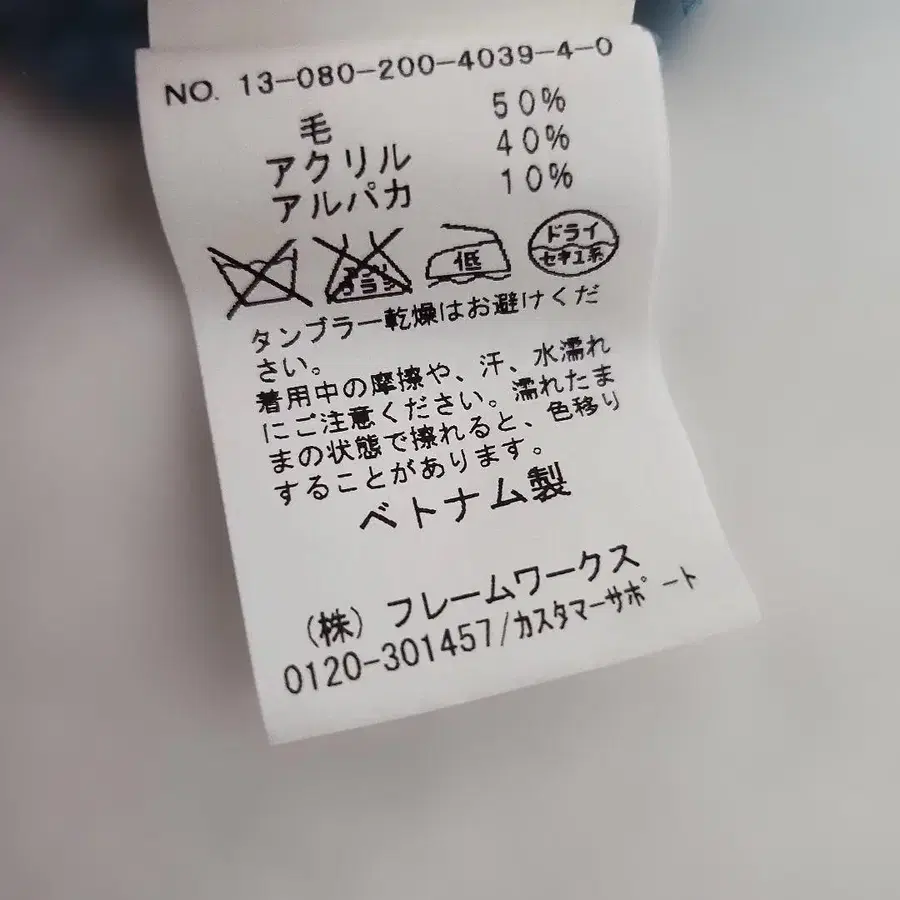 NO. 13-080-200-4039-4-0
毛 50%
アクリル 40%
アルパカ 10%
低
ドライ
セキユ系
タンブラー乾燥はお避けくだ
さい。
着用中の摩擦や、汗、水濡れ
にご注意ください。濡れたま
まの状態で擦れると、色移り
することがあります。
ベトナム製
(株) フレームワークス
0120-301457/カスタマーサポート